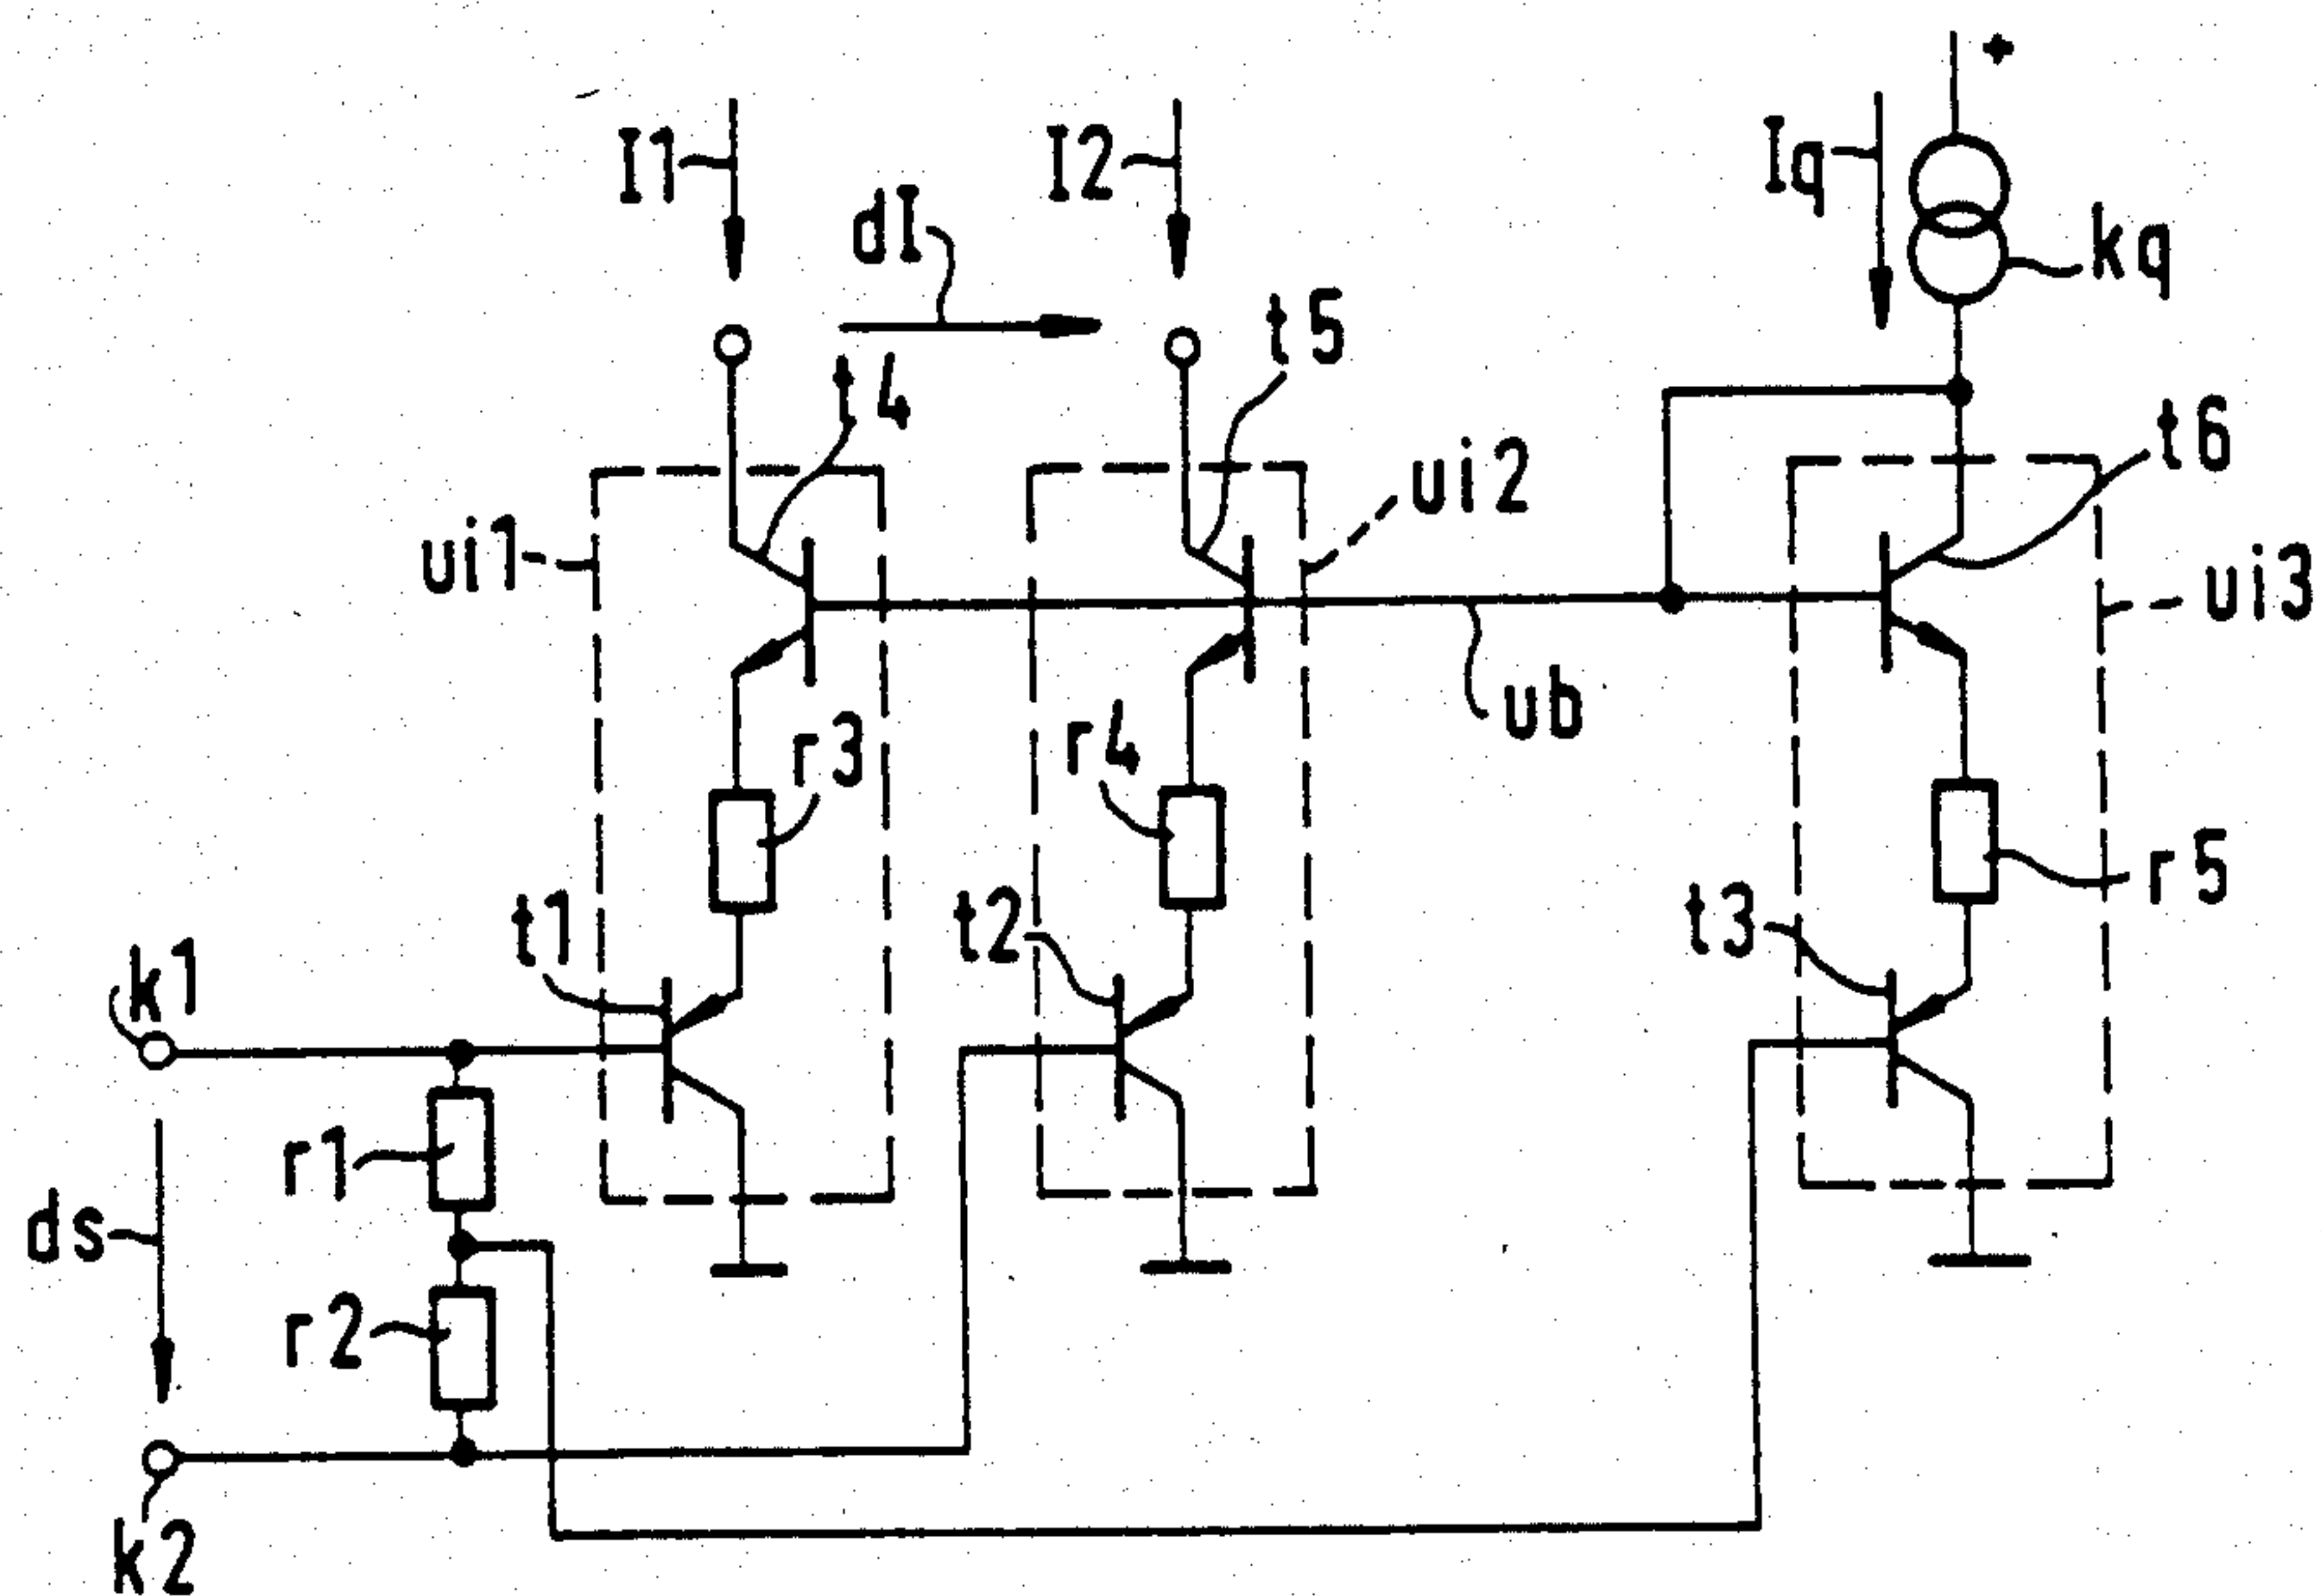 I1
I2
Iq
dI
kq
t5
t4
t6
ui2
ui1
ui3
ub
r3
r4
r5
t1
t2
t3
k1
r1
ds
r2
k2